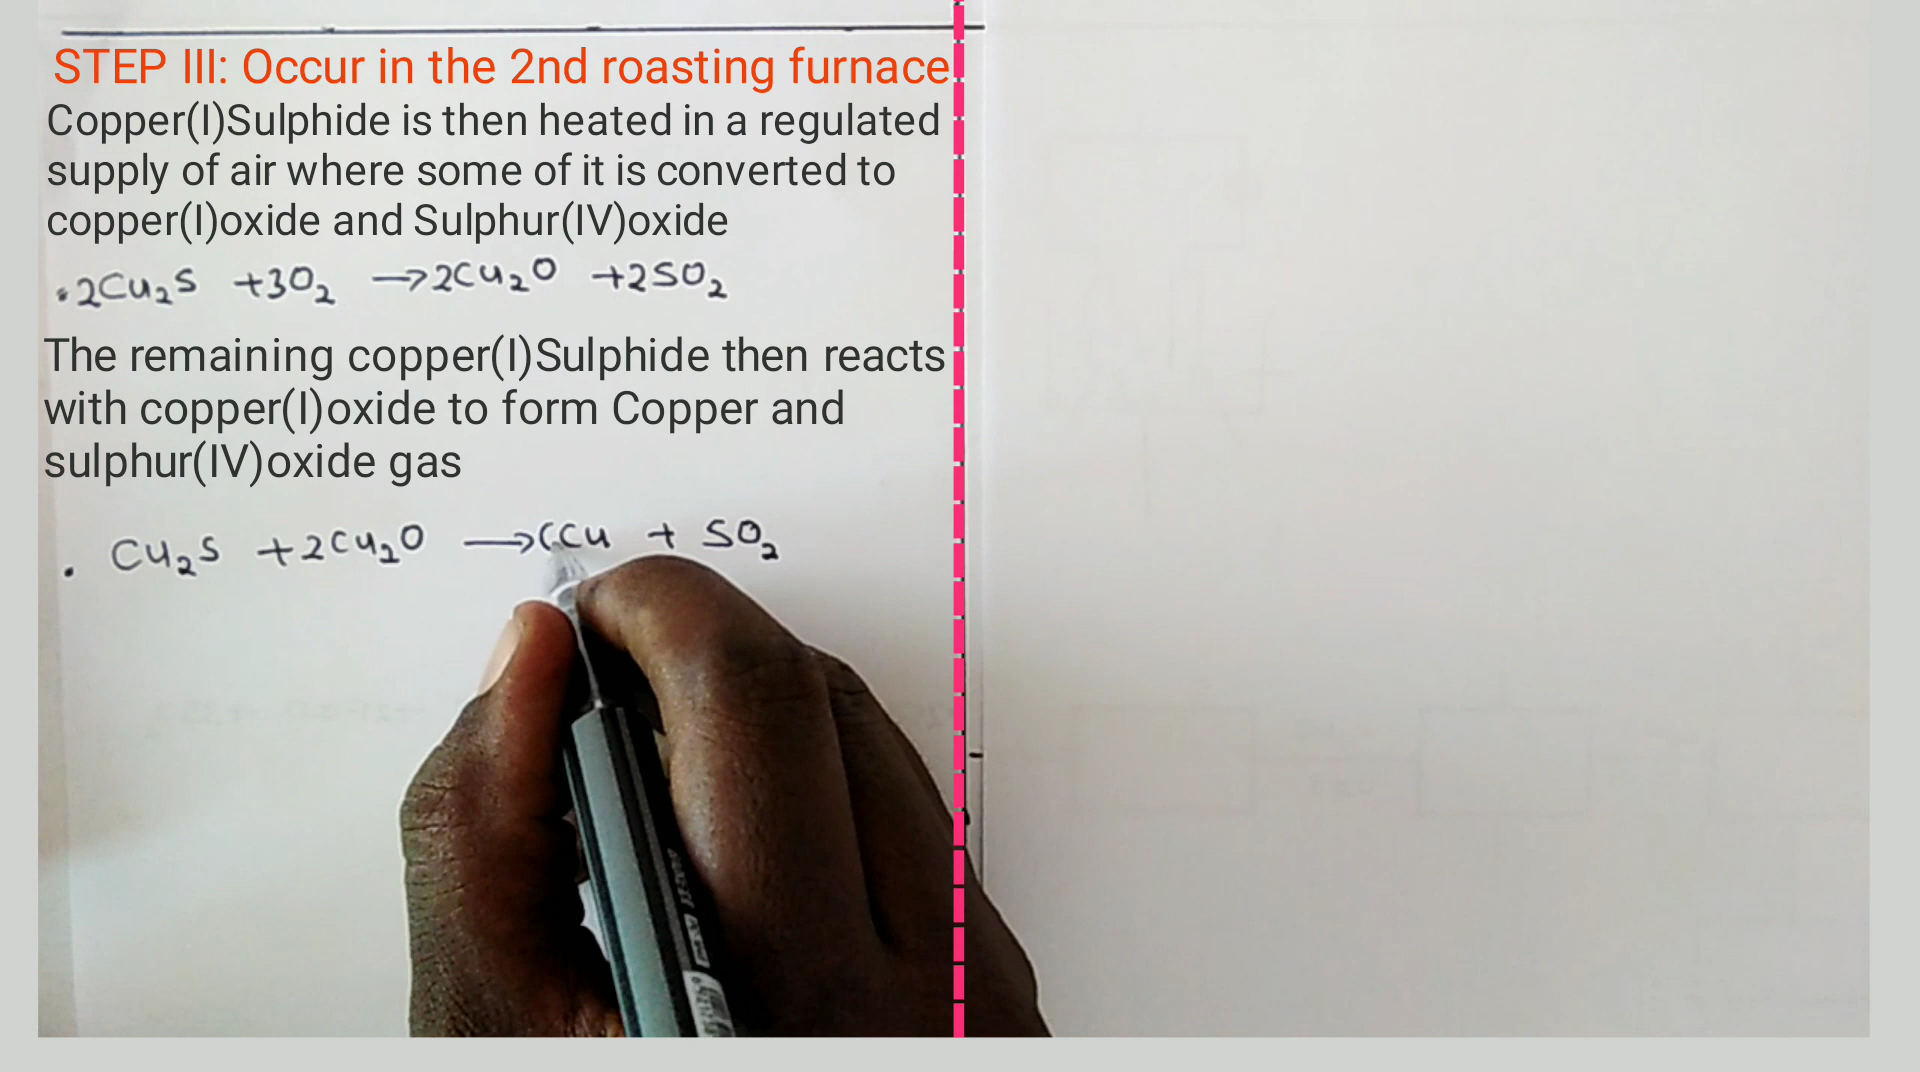 STEP III: Occur in the 2nd roasting furnace
Copper(I)Sulphide is then heated in a regulated
supply of air where some of it is converted to
copper(I)oxide and Sulphur(IV)oxide
• 2Cu₂S +3O₂ → 2Cu₂O +2SO₂
The remaining copper(I)Sulphide then reacts
with copper(I)oxide to form Copper and
sulphur(IV)oxide gas
• Cu₂S +2Cu₂O → Cu + SO₂